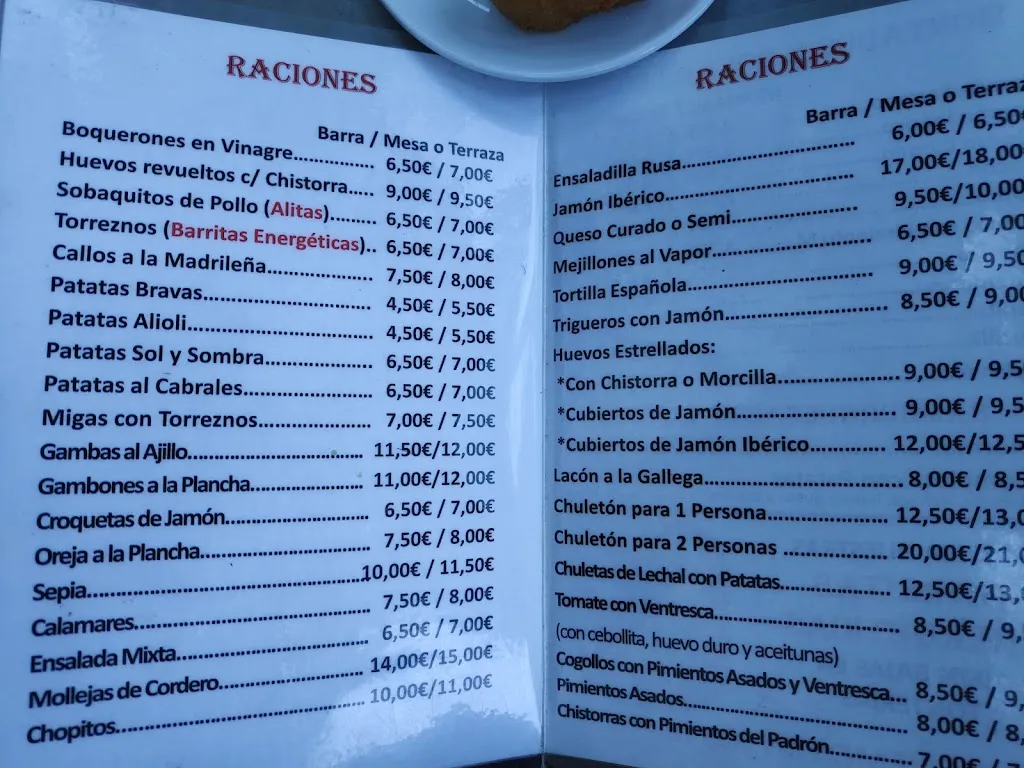 RACIONES
Barra / Mesa o Terraza
Boquerones en Vinagre................ 6,50€ / 7,00€
Huevos revueltos c/ Chistorra..... 9,00€ / 9,50€
Sobaquitos de Pollo (Alitas)......... 6,50€ / 7,00€
Torreznos (Barritas Energéticas).. 6,50€ / 7,00€
Callos a la Madrileña..................... 7,50€ / 8,00€
Patatas Bravas................................. 4,50€ / 5,50€
Patatas Alioli.................................... 4,50€ / 5,50€
Patatas Sol y Sombra..................... 6,50€ / 7,00€
Patatas al Cabrales......................... 6,50€ / 7,00€
Migas con Torreznos...................... 7,00€ / 7,50€
Gambas al Ajillo................................... 11,50€/12,00€
Gambones a la Plancha...................... 11,00€/12,00€
Croquetas de Jamón............................ 6,50€ / 7,00€
Oreja a la Plancha................................. 7,50€ / 8,00€
Sepia......................................................10,00€ / 11,50€
Calamares.............................................. 7,50€ / 8,00€
Ensalada Mixta...................................... 6,50€ / 7,00€
Mollejas de Cordero............................. 14,00€/15,00€
Chopitos................................................ 10,00€/11,00€
RACIONES
Barra / Mesa o Terraza
Ensaladilla Rusa.............................. 6,00€ / 6,50
Jamón Ibérico................................. 17,00€/18,00
Queso Curado o Semi..................... 9,50€/10,00
Mejillones al Vapor......................... 6,50€ / 7,00
Tortilla Española.............................. 9,00€ / 9,50
Trigueros con Jamón....................... 8,50€ / 9,00
Huevos Estrellados:
*Con Chistorra o Morcilla.................... 9,00€ / 9,5
*Cubiertos de Jamón.......................... 9,00€ / 9,5
*Cubiertos de Jamón Ibérico............. 12,00€/12,5
Lacón a la Gallega................................. 8,00€ / 8,5
Chuletón para 1 Persona.................... 12,50€/13,0
Chuletón para 2 Personas ................. 20,00€/21,0
Chuletas de Lechal con Patatas.............. 12,50€/13,
Tomate con Ventresca............................. 8,50€ / 9,
(con cebollita, huevo duro y aceitunas)
Cogollos con Pimientos Asados y Ventresca... 8,50€ / 9,
Pimientos Asados...................................... 8,00€ / 8,
Chistorras con Pimientos del Padrón.............. 7,00€ / 7